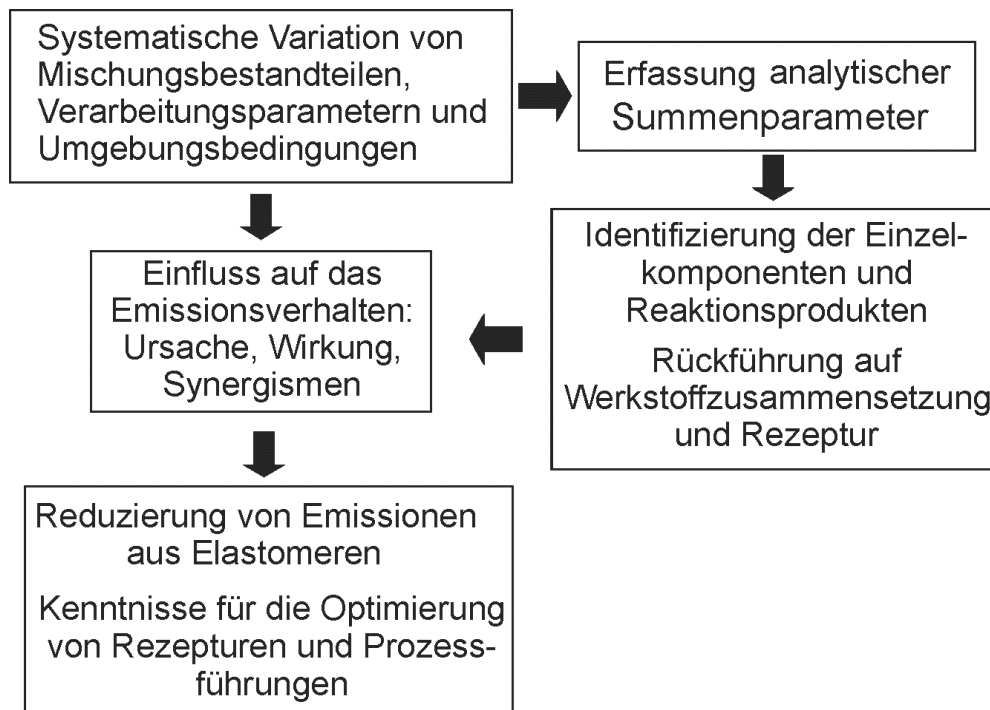 Systematische Variation von
Mischungsbestandteilen,
Verarbeitungsparametern und
Umgebungsbedingungen
Erfassung analytischer
Summenparameter
Identifizierung der Einzel-
komponenten und
Reaktionsprodukten
Rückführung auf
Werkstoffzusammensetzung
und Rezeptur
Einfluss auf das
Emissionsverhalten:
Ursache, Wirkung,
Synergismen
Reduzierung von Emissionen
aus Elastomeren
Kenntnisse für die Optimierung
von Rezepturen und Prozess-
führungen